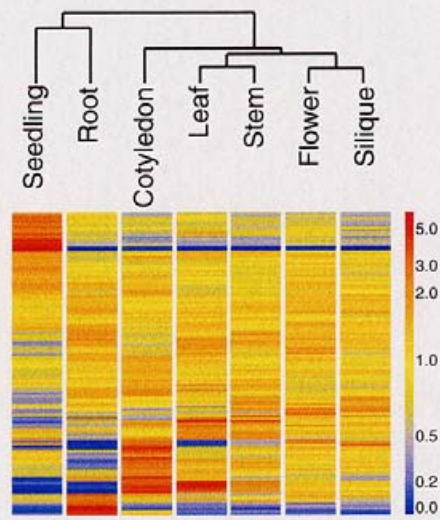 Seedling
Root
Cotyledon
Leaf
Stem
Flower
Silique
5.0
3.0
2.0
1.0
0.5
0.2
0.0